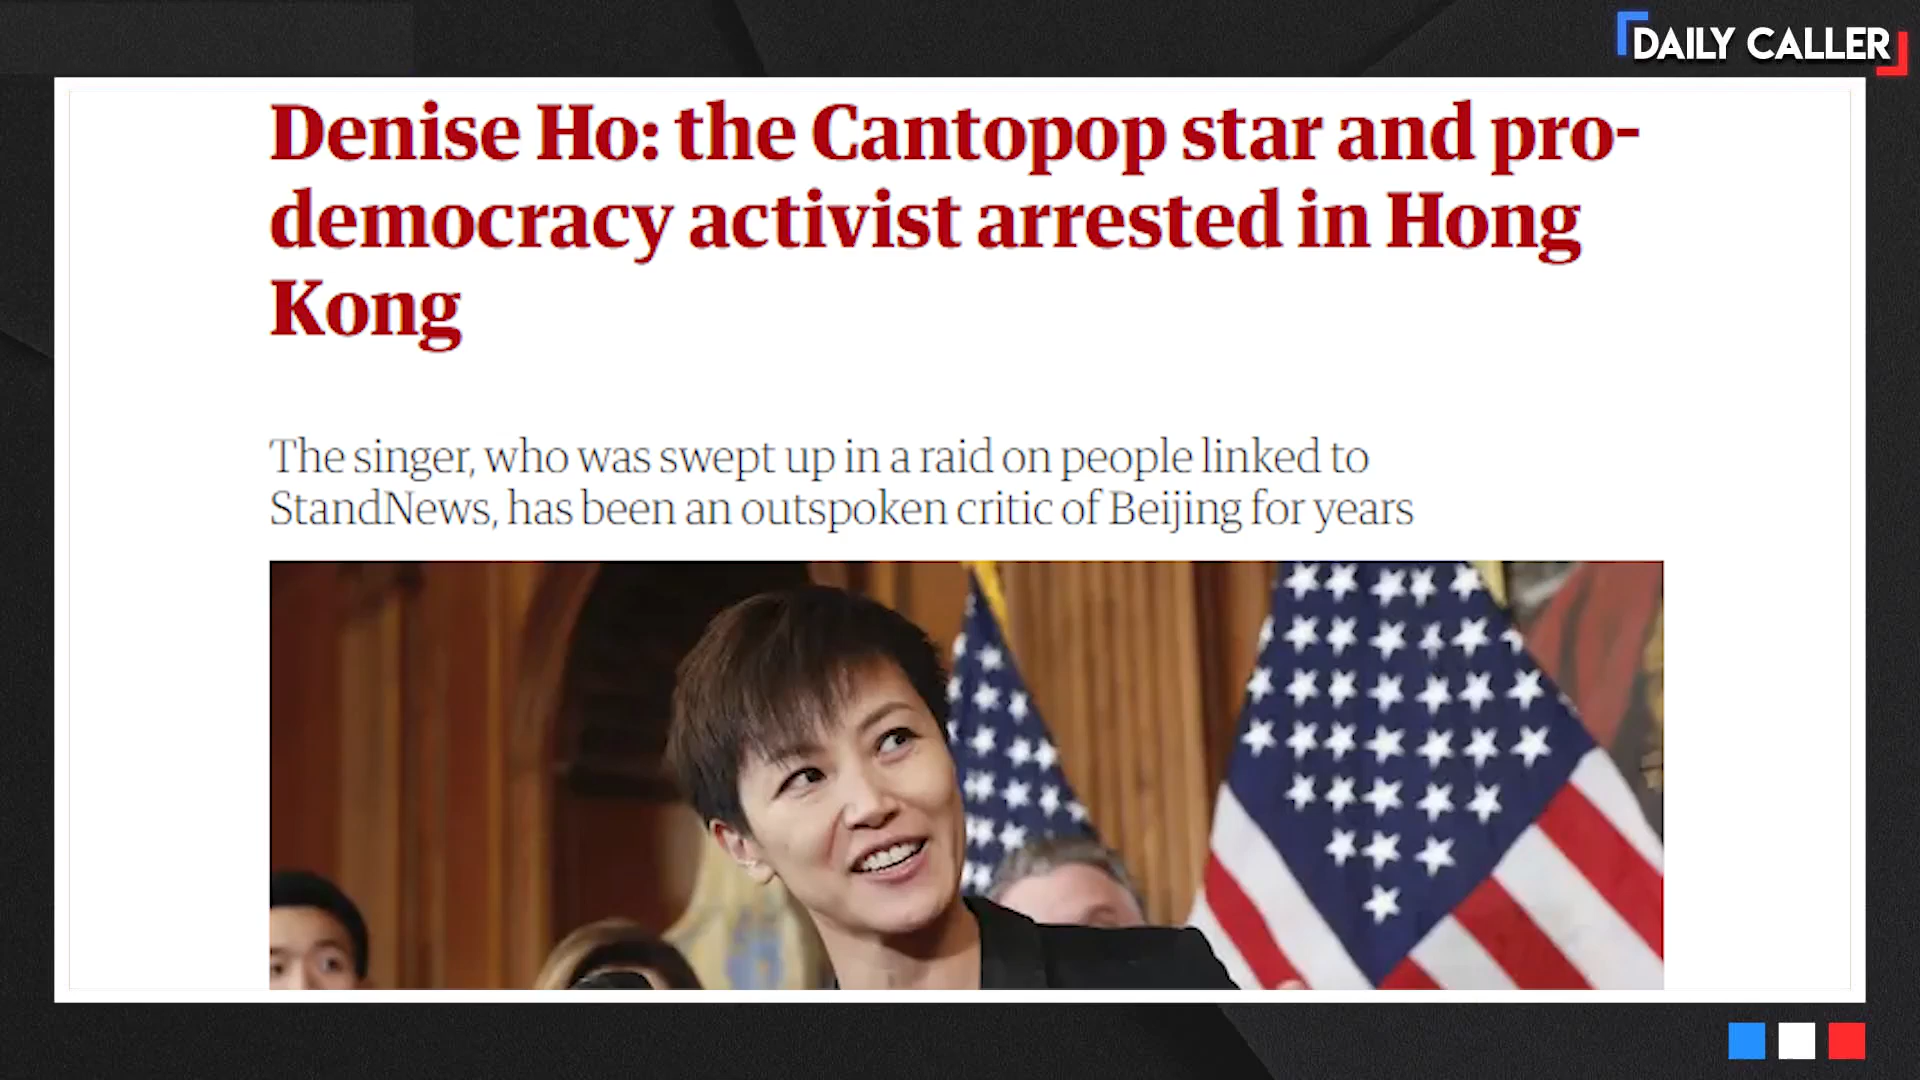 DAILY CALLER
Denise Ho: the Cantopop star and pro-
democracy activist arrested in Hong
Kong
The singer, who was swept up in a raid on people linked to
StandNews, has been an outspoken critic of Beijing for years